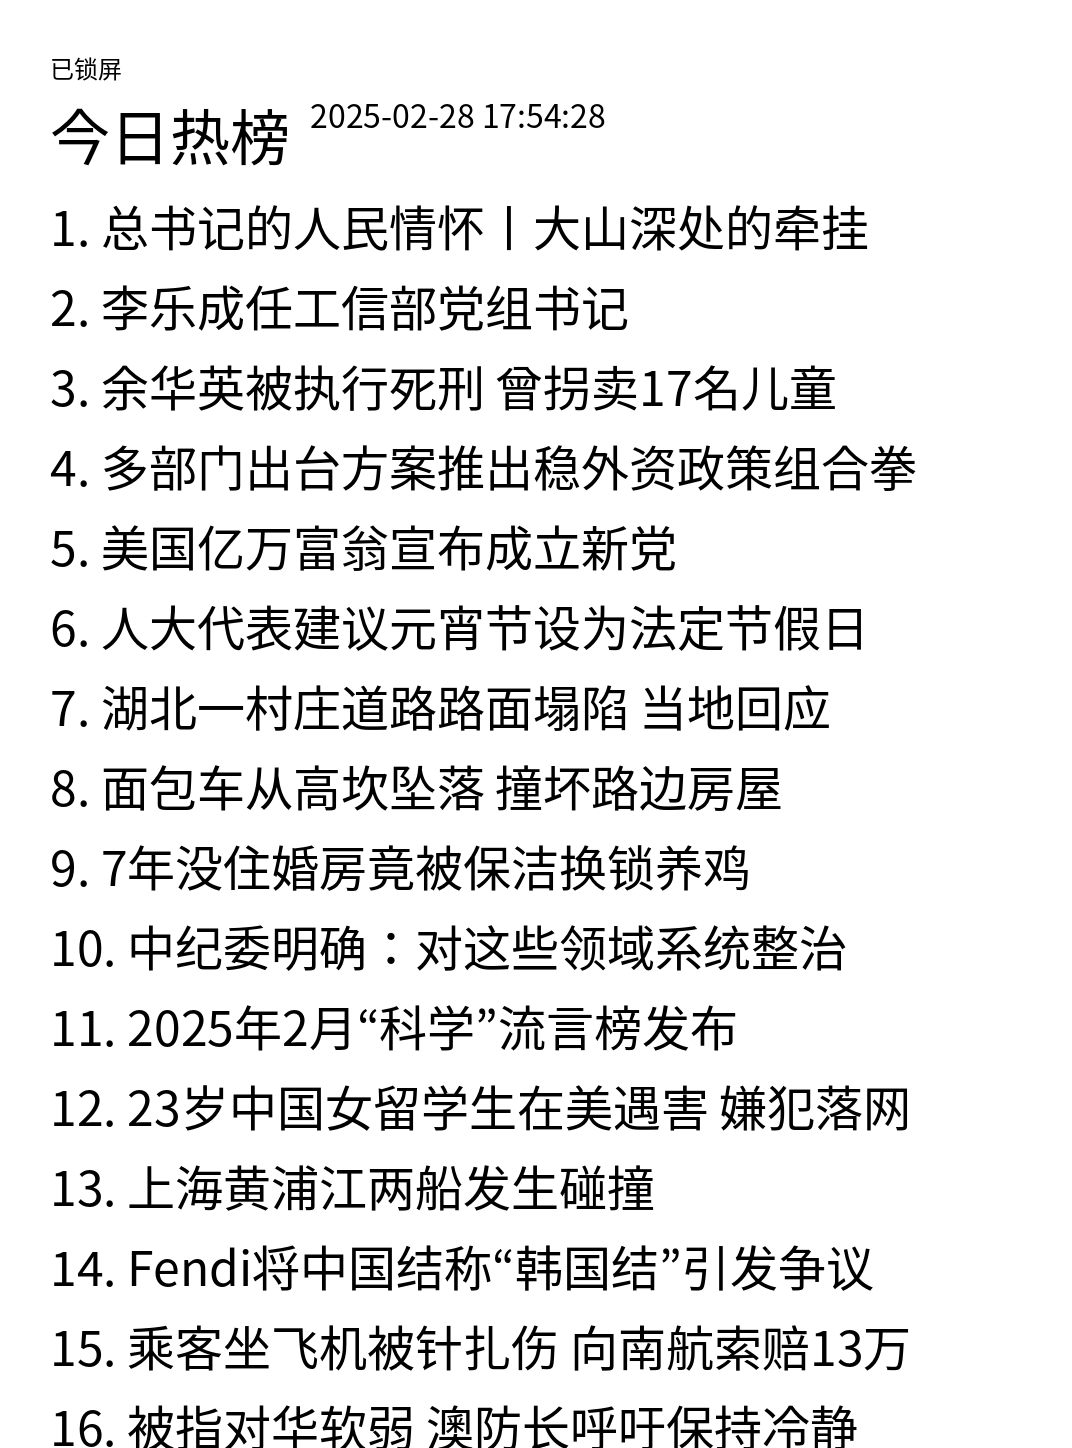 已锁屏
今日热榜 2025-02-28 17:54:28
1. 总书记的人民情怀丨大山深处的牵挂
2. 李乐成任工信部党组书记
3. 余华英被执行死刑 曾拐卖17名儿童
4. 多部门出台方案推出稳外资政策组合拳
5. 美国亿万富翁宣布成立新党
6. 人大代表建议元宵节设为法定节假日
7. 湖北一村庄道路路面塌陷 当地回应
8. 面包车从高坎坠落 撞坏路边房屋
9. 7年没住婚房竟被保洁换锁养鸡
10. 中纪委明确：对这些领域系统整治
11. 2025年2月“科学”流言榜发布
12. 23岁中国女留学生在美遇害 嫌犯落网
13. 上海黄浦江两船发生碰撞
14. Fendi将中国结称“韩国结”引发争议
15. 乘客坐飞机被针扎伤 向南航索赔13万
16. 被指对华软弱 澳防长呼吁保持冷静